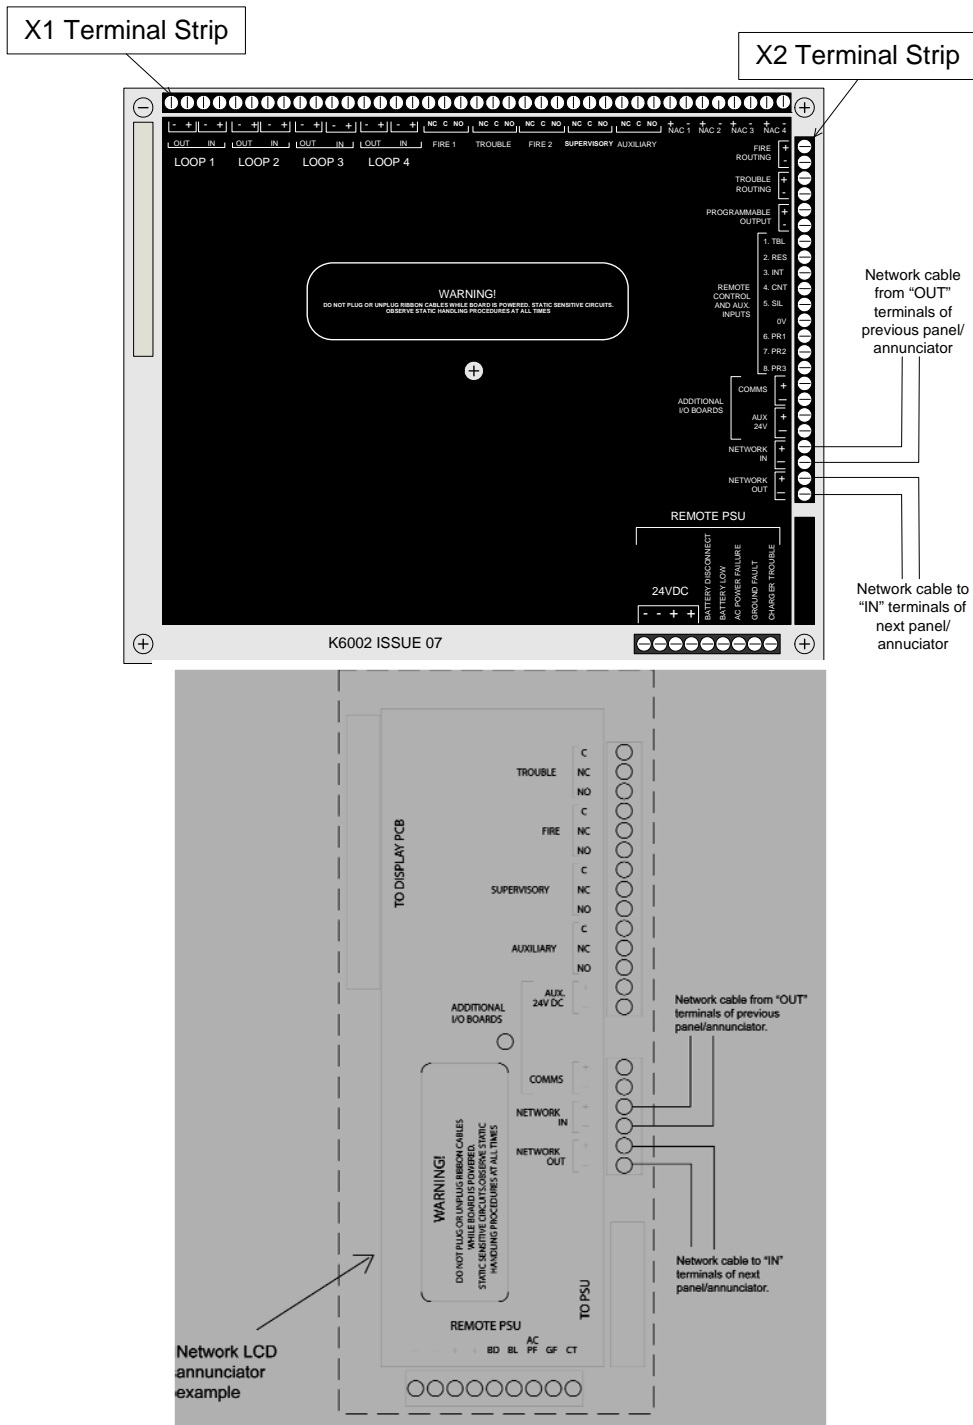 X1 Terminal Strip
X2 Terminal Strip
- + - + - + - + - + - + - + - + NC C NO NC C NO NC C NO NC C NO NC C NO + - + - + - + -
NAC 1 NAC 2 NAC 3 NAC 4
OUT IN OUT IN OUT IN OUT IN FIRE 1 TROUBLE FIRE 2 SUPERVISORY AUXILIARY
LOOP 1 LOOP 2 LOOP 3 LOOP 4
FIRE
ROUTING
+
-
TROUBLE
ROUTING
+
-
PROGRAMMABLE
OUTPUT
+
-
REMOTE
CONTROL
AND AUX.
INPUTS
1. TBL
2. RES
3. INT
4. CNT
5. SIL
0V
6. PR1
7. PR2
8. PR3
ADDITIONAL
I/O BOARDS
COMMS
+
–
AUX
24V
+
–
NETWORK
IN
+
–
NETWORK
OUT
+
–
WARNING!
DO NOT PLUG OR UNPLUG RIBBON CABLES WHILE BOARD IS POWERED. STATIC SENSITIVE CIRCUITS.
OBSERVE STATIC HANDLING PROCEDURES AT ALL TIMES
Network cable
from “OUT”
terminals of
previous panel/
annunciator
Network cable to
“IN” terminals of
next panel/
annuciator
REMOTE PSU
24VDC
- - + +
BATTERY DISCONNECT
BATTERY LOW
AC POWER FAILURE
GROUND FAULT
CHARGER TROUBLE
K6002 ISSUE 07
TO DISPLAY PCB
TROUBLE
C
NC
NO
FIRE
C
NC
NO
SUPERVISORY
C
NC
NO
AUXILIARY
C
NC
NO
AUX.
24V DC
+
–
ADDITIONAL
I/O BOARDS
COMMS
+
–
NETWORK
IN
+
–
NETWORK
OUT
+
–
Network cable from “OUT”
terminals of previous
panel/annunciator.
Network cable to “IN”
terminals of next
panel/annunciator.
WARNING!
DO NOT PLUG OR UNPLUG RIBBON CABLES
WHILE BOARD IS POWERED.
STATIC SENSITIVE CIRCUITS.OBSERVE STATIC
HANDLING PROCEDURES AT ALL TIMES
TO PSU
REMOTE PSU
– – + + BD BL AC PF GF CT
Network LCD
annunciator
example